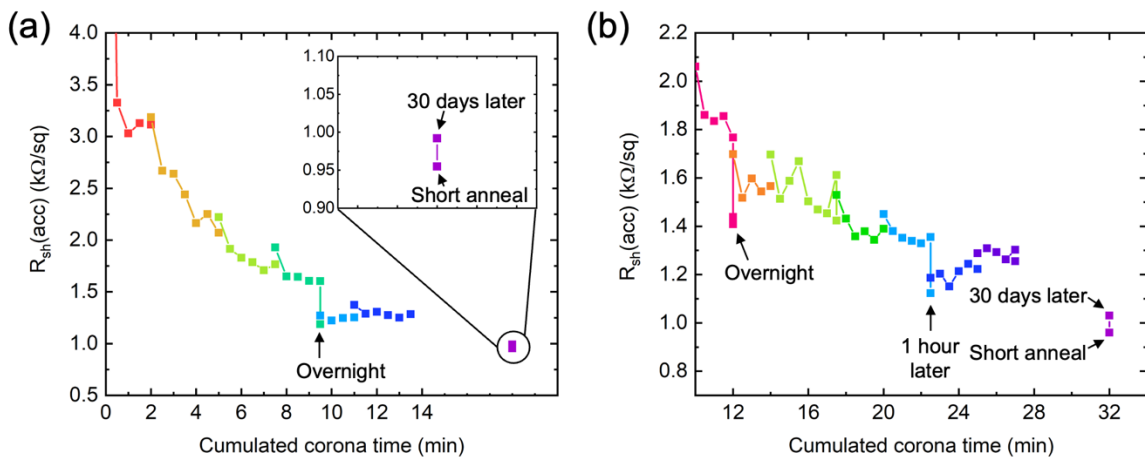 (a)
R_sh(acc) (kΩ/sq)
4.0
3.5
3.0
2.5
2.0
1.5
1.0
0.5
0 2 4 6 8 10 12 14
Cumulated corona time (min)
Overnight
1.10
1.05
1.00
0.95
0.90
30 days later
Short anneal
(b)
R_sh(acc) (kΩ/sq)
2.2
2.0
1.8
1.6
1.4
1.2
1.0
0.8
12 16 20 24 28 32
Cumulated corona time (min)
Overnight
1 hour
later
30 days later
Short anneal